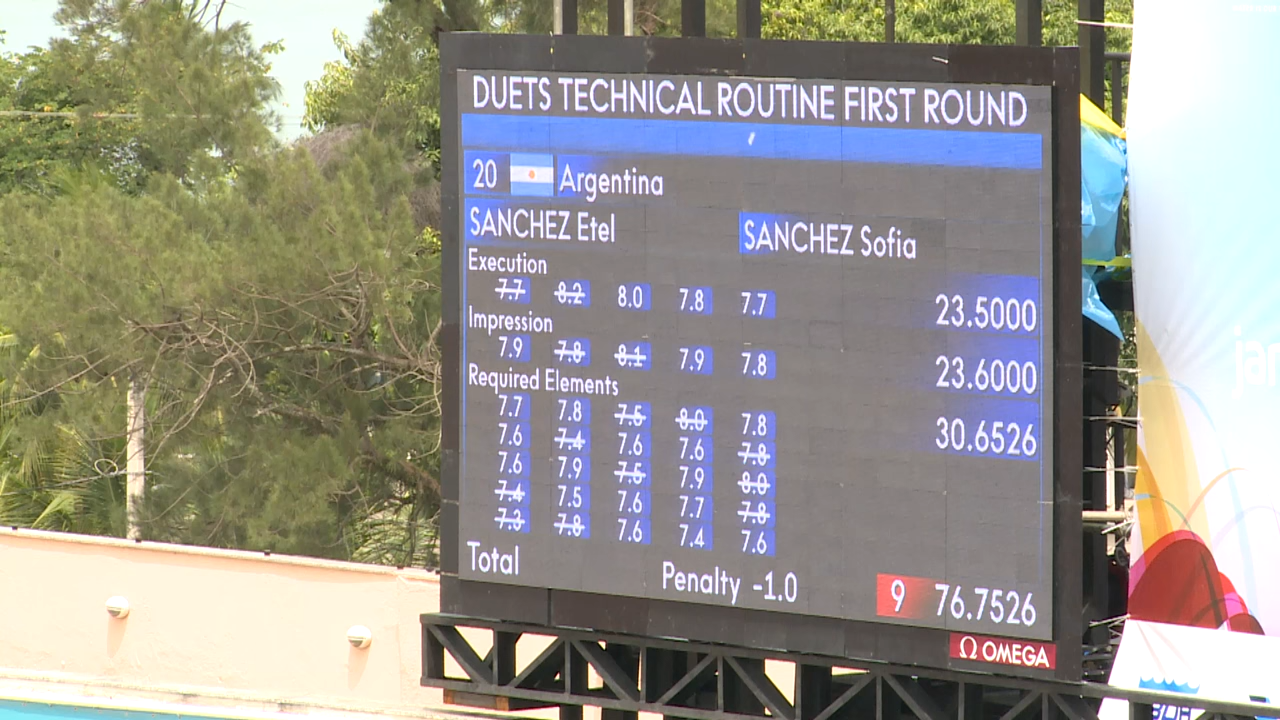 DUETS TECHNICAL ROUTINE FIRST ROUND
20 Argentina
SANCHEZ Etel SANCHEZ Sofia
Execution
7.7 8.2 8.0 7.8 7.7 23.5000
Impression
7.9 7.8 8.1 7.9 7.8 23.6000
Required Elements
7.7 7.8 7.5 8.0 7.8 30.6526
7.6 7.4 7.6 7.6 7.8
7.6 7.9 7.5 7.9 8.0
7.4 7.5 7.6 7.7 7.8
7.3 7.8 7.6 7.4 7.6
Total Penalty -1.0 9 76.7526
Ω OMEGA